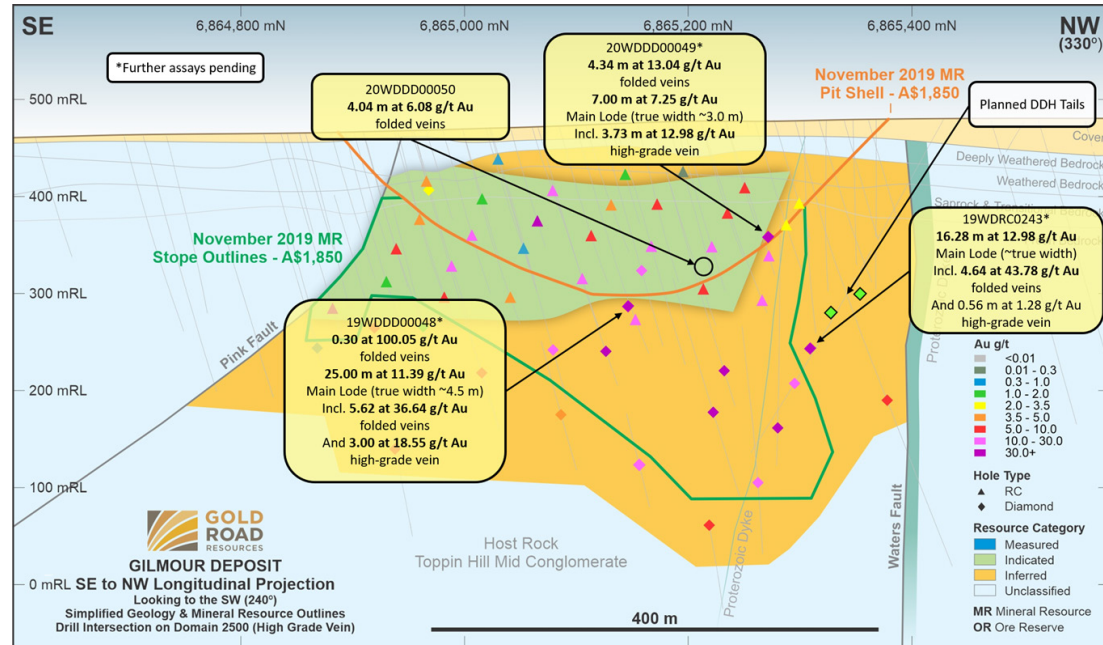 SE
6,864,800 mE
6,865,000 mE
6,865,200 mE
6,865,400 mE
NW
(330°)
*Further assays pending
20WDDD00050
4.04 m at 6.08 g/t Au
folded veins
20WDDD00049*
4.34 m at 13.04 g/t Au
folded veins
7.00 m at 7.25 g/t Au
Main Lode (true width ~3.0 m)
Incl. 3.73 m at 12.98 g/t Au
high-grade vein
November 2019 MR
Pit Shell - A$1,850
Planned DDH Tails
500 mRL
400 mRL
300 mRL
200 mRL
100 mRL
0 mRL
Cover
Deeply Weathered Bedrock
Weathered Bedrock
Saprock & Transitional Bedrock
November 2019 MR
Stope Outlines - A$1,850
19WDRC0243*
16.28 m at 12.98 g/t Au
Main Lode (~true width)
Incl. 4.64 at 43.78 g/t Au
folded veins
And 0.56 m at 1.28 g/t Au
high-grade vein
19WDDD00048*
0.30 at 100.05 g/t Au
folded veins
25.00 m at 11.39 g/t Au
Main Lode (true width ~4.5 m)
Incl. 5.62 at 36.64 g/t Au
folded veins
And 3.00 at 18.55 g/t Au
high-grade vein
Pink Fault
Proterozoic Dyke
Waters Fault
Host Rock
Toppin Hill Mid Conglomerate
GOLD
ROAD
RESOURCES
GILMOUR DEPOSIT
SE to NW Longitudinal Projection
Looking to the SW (240°)
Simplified Geology & Mineral Resource Outlines
Drill Intersection on Domain 2500 (High Grade Vein)
400 m
Au g/t
<0.01
0.01 - 0.3
0.3 - 1.0
1.0 - 2.0
2.0 - 3.5
3.5 - 5.0
5.0 - 10.0
10.0 - 30.0
30.0+
Hole Type
RC
Diamond
Resource Category
Measured
Indicated
Inferred
Unclassified
MR Mineral Resource
OR Ore Reserve